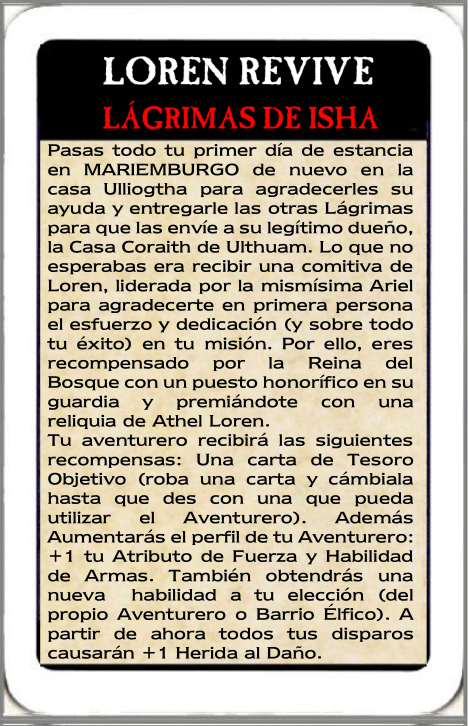 LOREN REVIVE
LÁGRIMAS DE ISHA
Pasas todo tu primer día de estancia
en MARIEMBURGO de nuevo en la
casa Ulliogtha para agradecerles su
ayuda y entregarle las otras Lágrimas
para que las envíe a su legítimo dueño,
la Casa Coraith de Ulthuam. Lo que no
esperabas era recibir una comitiva de
Loren, liderada por la mismísima Ariel
para agradecerte en primera persona
el esfuerzo y dedicación (y sobre todo
tu éxito) en tu misión. Por ello, eres
recompensado por la Reina del
Bosque con un puesto honorífico en su
guardia y premiándote con una
reliquia de Athel Loren.
Tu aventurero recibirá las siguientes
recompensas: Una carta de Tesoro
Objetivo (roba una carta y cámbiala
hasta que des con una que pueda
utilizar el Aventurero). Además
Aumentarás el perfil de tu Aventurero:
+1 tu Atributo de Fuerza y Habilidad
de Armas. También obtendrás una
nueva habilidad a tu elección (del
propio Aventurero o Barrio Élfico). A
partir de ahora todos tus disparos
causarán +1 Herida al Daño.